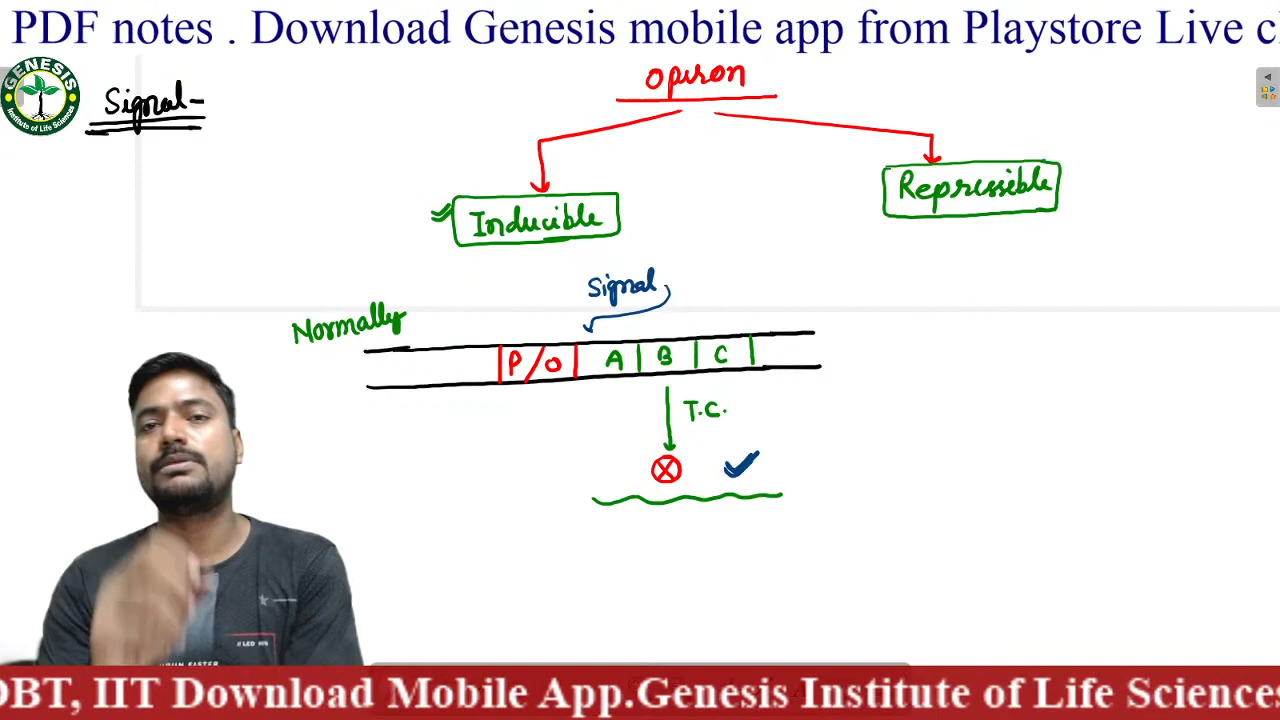 PDF notes . Download Genesis mobile app from Playstore Live c
GENESIS
Institute of Life Sciences
Signal-
Operon
Inducible
Repressible
Signal
Normally
P/O A B C
T.C.
DBT, IIT Download Mobile App.Genesis Institute of Life Sciences